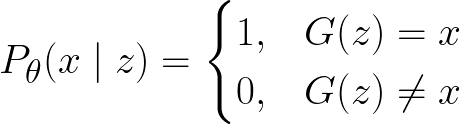 P_θ(x | z) = { 1, G(z) = x
0, G(z) ≠ x